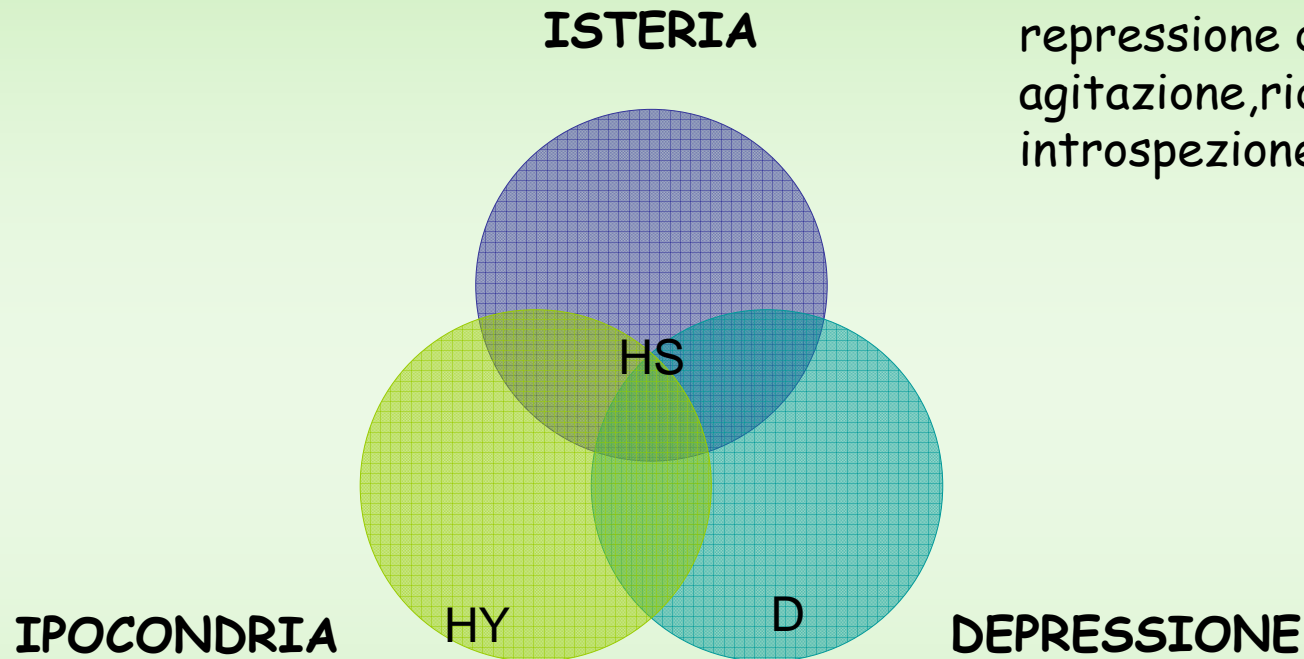 ISTERIA
repressione
agitazione,
introspezione
HS
HY
D
IPOCONDRIA
DEPRESSIONE